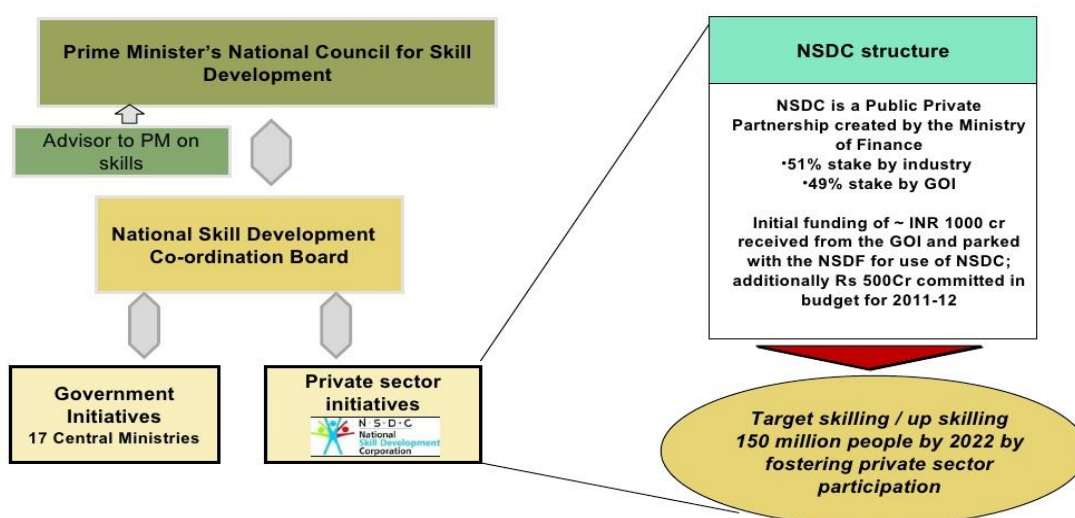 Prime Minister's National Council for Skill
Development
Advisor to PM on
skills
National Skill Development
Co-ordination Board
Government
Initiatives
17 Central Ministries
Private sector
initiatives
N·S·D·C
National
Skill Development
Corporation
NSDC structure
NSDC is a Public Private
Partnership created by the Ministry
of Finance
•51% stake by industry
•49% stake by GOI
Initial funding of ~ INR 1000 cr
received from the GOI and parked
with the NSDF for use of NSDC;
additionally Rs 500Cr committed in
budget for 2011-12
Target skilling / up skilling
150 million people by 2022 by
fostering private sector
participation